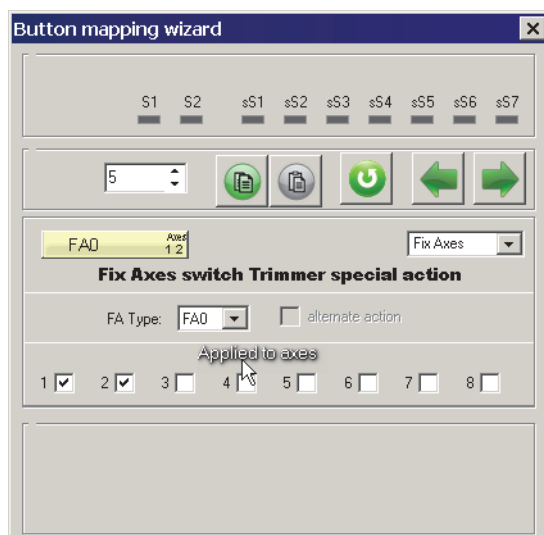 Button mapping wizard
S1 S2 sS1 sS2 sS3 sS4 sS5 sS6 sS7
5
FA0 Axes 1 2 Fix Axes
Fix Axes switch Trimmer special action
FA Type: FA0 alternate action
Applied to axes
1 2 3 4 5 6 7 8